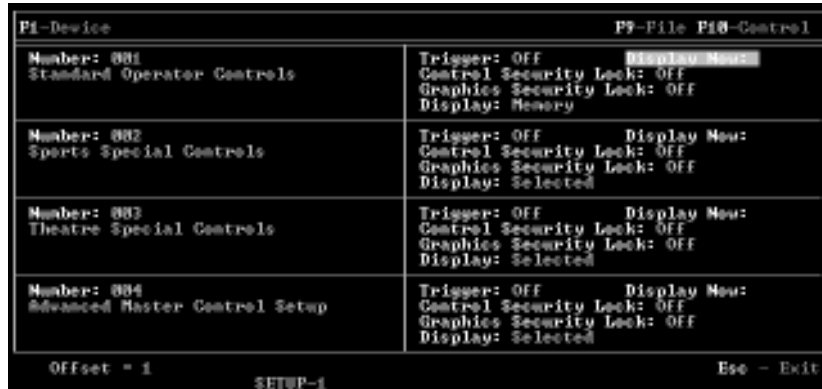 F1-Device F9-File F10-Control
Number: 001
Standard Operator Controls
Trigger: Off Display Now:
Control Security Lock: Off
Graphics Security Lock: Off
Display: Memory
Number: 002
Sports Special Controls
Trigger: Off Display Now:
Control Security Lock: Off
Graphics Security Lock: Off
Display: Selected
Number: 003
Theatre Special Controls
Trigger: Off Display Now:
Control Security Lock: Off
Graphics Security Lock: Off
Display: Selected
Number: 004
Advanced Master Control Setup
Trigger: Off Display Now:
Control Security Lock: Off
Graphics Security Lock: Off
Display: Selected
Offset = 1 Esc - Exit
SETUP-1